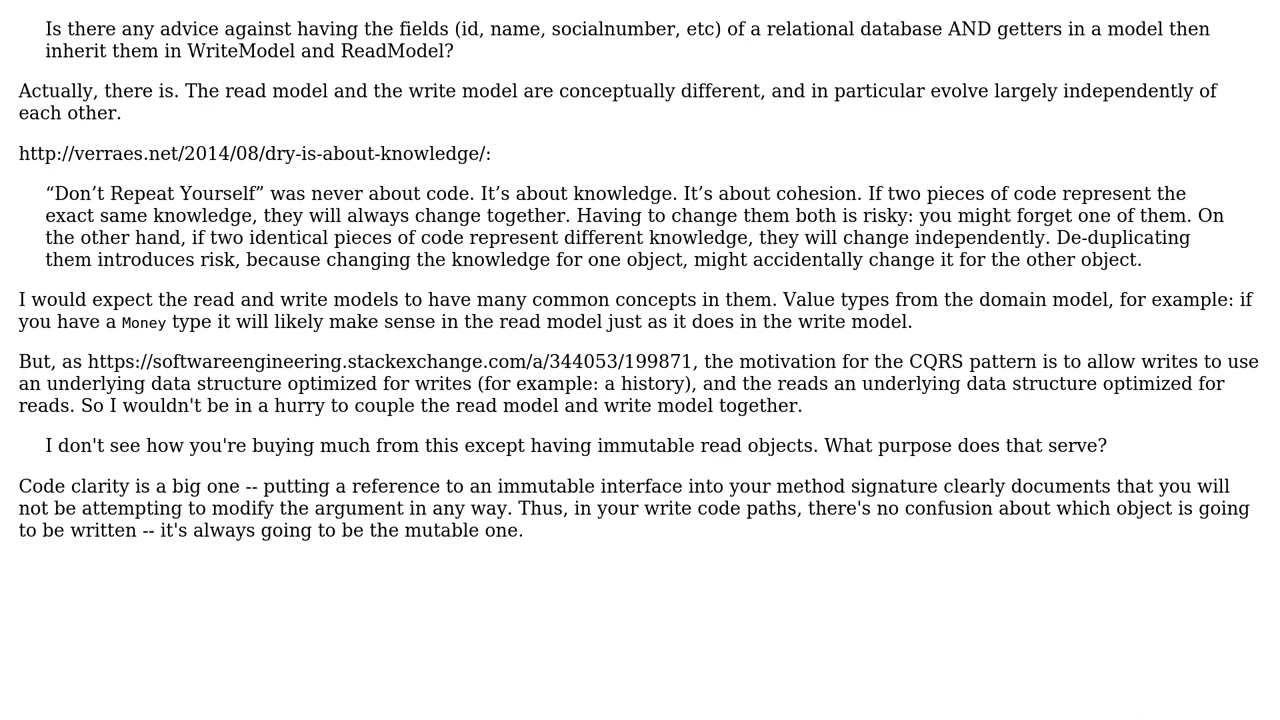 Is there any advice against having the fields (id, name, socialnumber, etc) of a relational database AND getters in a model then
inherit them in WriteModel and ReadModel?
Actually, there is. The read model and the write model are conceptually different, and in particular evolve largely independently of
each other.
http://verraes.net/2014/08/dry-is-about-knowledge/:
“Don’t Repeat Yourself” was never about code. It’s about knowledge. It’s about cohesion. If two pieces of code represent the
exact same knowledge, they will always change together. Having to change them both is risky: you might forget one of them. On
the other hand, if two identical pieces of code represent different knowledge, they will change independently. De-duplicating
them introduces risk, because changing the knowledge for one object, might accidentally change it for the other object.
I would expect the read and write models to have many common concepts in them. Value types from the domain model, for example: if
you have a Money type it will likely make sense in the read model just as it does in the write model.
But, as https://softwareengineering.stackexchange.com/a/344053/199871, the motivation for the CQRS pattern is to allow writes to use
an underlying data structure optimized for writes (for example: a history), and the reads an underlying data structure optimized for
reads. So I wouldn't be in a hurry to couple the read model and write model together.
I don't see how you're buying much from this except having immutable read objects. What purpose does that serve?
Code clarity is a big one -- putting a reference to an immutable interface into your method signature clearly documents that you will
not be attempting to modify the argument in any way. Thus, in your write code paths, there's no confusion about which object is going
to be written -- it's always going to be the mutable one.